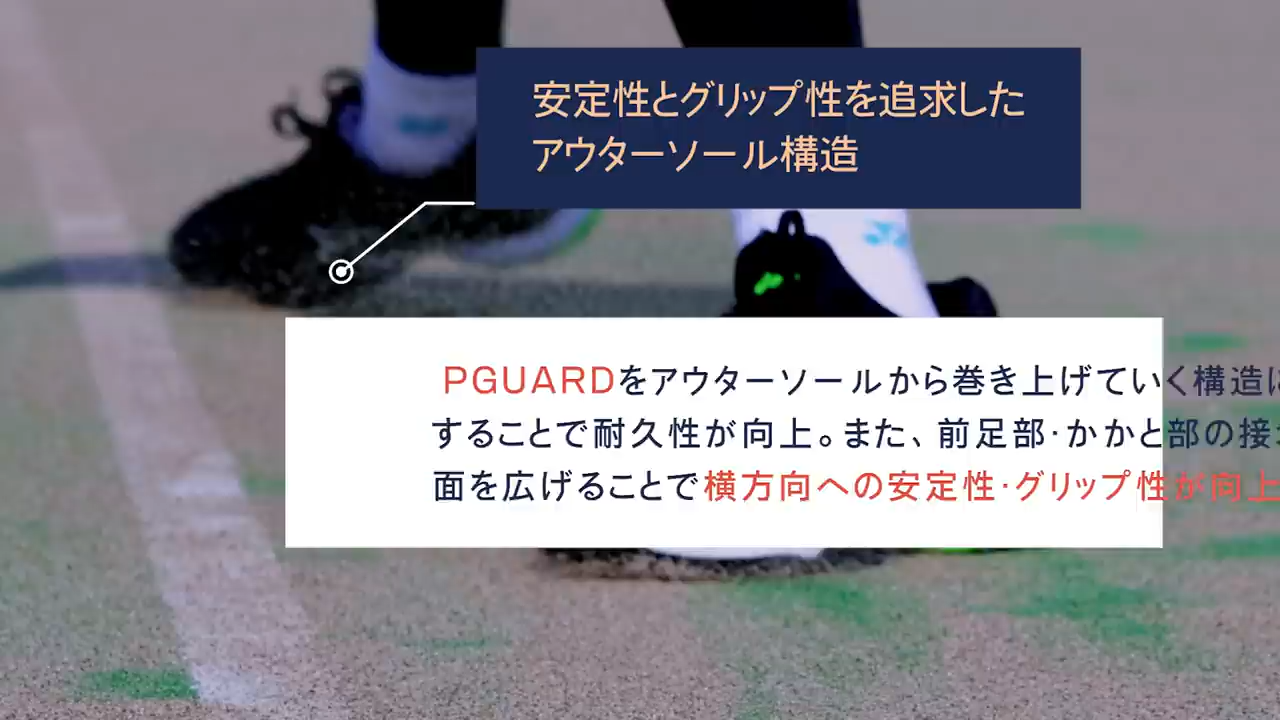 安定性とグリップ性を追求した
アウターソール構造
PGUARDをアウターソールから巻き上げていく構造に
することで耐久性が向上。また、前足部·かかと部の接
面を広げることで横方向への安定性·グリップ性が向上